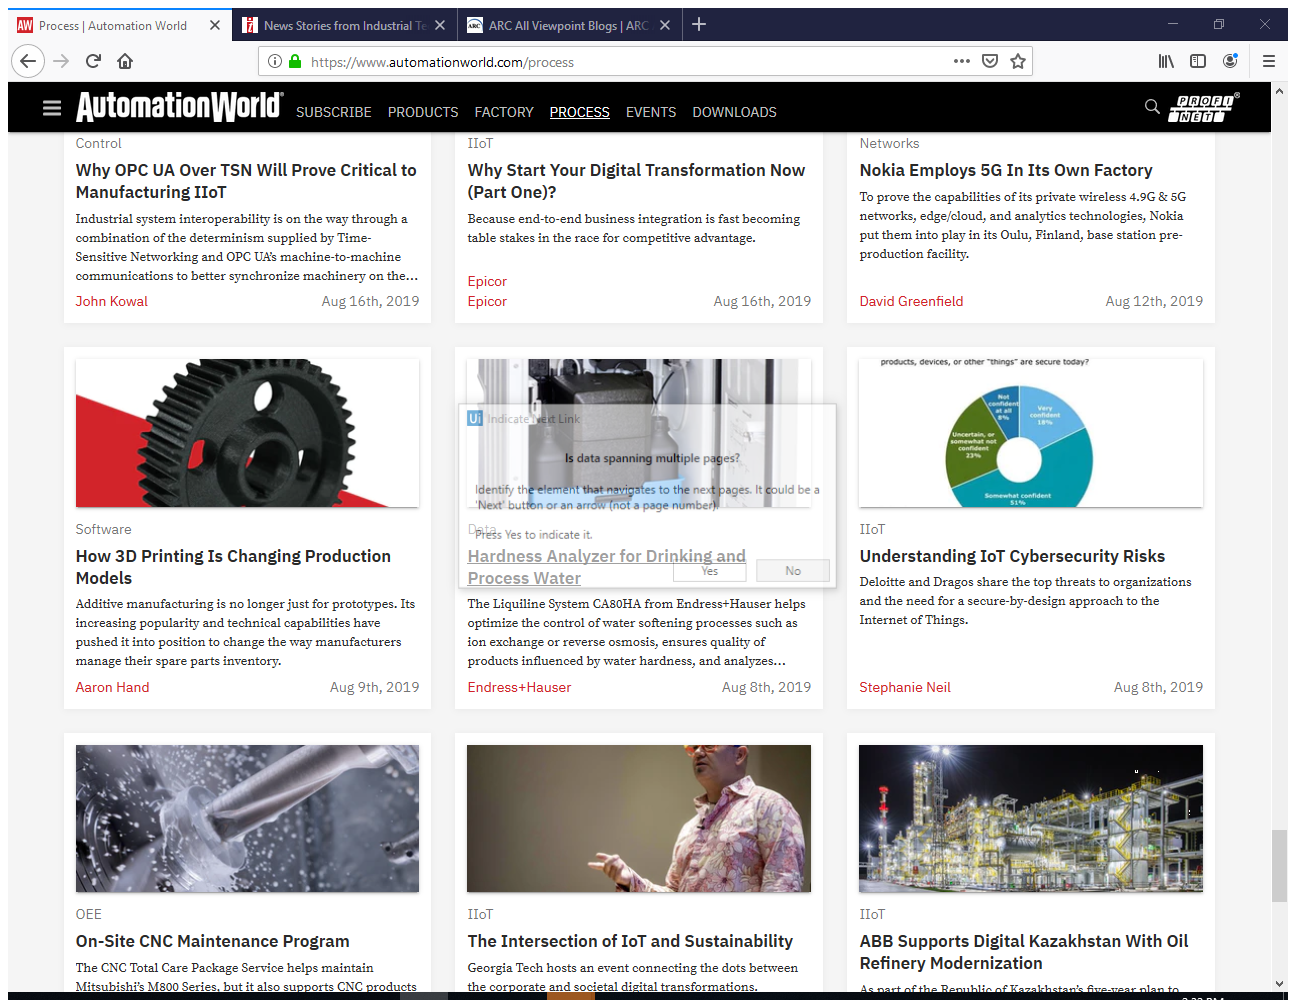 Process | Automation World
News Stories from Industrial Te
ARC All Viewpoint Blogs | ARC
https://www.automationworld.com/process
AutomationWorld
SUBSCRIBE PRODUCTS FACTORY PROCESS EVENTS DOWNLOADS
PROFI
NET
Control
Why OPC UA Over TSN Will Prove Critical to
Manufacturing IIoT
Industrial system interoperability is on the way through a
combination of the determinism supplied by Time-
Sensitive Networking and OPC UA's machine-to-machine
communications to better synchronize machinery on the...
John Kowal Aug 16th, 2019
IIoT
Why Start Your Digital Transformation Now
(Part One)?
Because end-to-end business integration is fast becoming
table stakes in the race for competitive advantage.
Epicor
Epicor Aug 16th, 2019
Networks
Nokia Employs 5G In Its Own Factory
To prove the capabilities of its private wireless 4.9G & 5G
networks, edge/cloud, and analytics technologies, Nokia
put them into play in its Oulu, Finland, base station pre-
production facility.
David Greenfield Aug 12th, 2019
Software
How 3D Printing Is Changing Production
Models
Additive manufacturing is no longer just for prototypes. Its
increasing popularity and technical capabilities have
pushed it into position to change the way manufacturers
manage their spare parts inventory.
Aaron Hand Aug 9th, 2019
Ui Indicate Next Link
Is data spanning multiple pages?
Identify the element that navigates to the next pages. It could be a
'Next' button or an arrow (not a page number).
Press Yes to indicate it.
Yes No
Data
Hardness Analyzer for Drinking and
Process Water
The Liquiline System CA80HA from Endress+Hauser helps
optimize the control of water softening processes such as
ion exchange or reverse osmosis, ensures quality of
products influenced by water hardness, and analyzes...
Endress+Hauser Aug 8th, 2019
products, devices, or other "things" are secure today?
Not
confident
at all
8%
Very
confident
18%
Uncertain, or
somewhat not
confident
23%
Somewhat confident
51%
IIoT
Understanding IoT Cybersecurity Risks
Deloitte and Dragos share the top threats to organizations
and the need for a secure-by-design approach to the
Internet of Things.
Stephanie Neil Aug 8th, 2019
OEE
On-Site CNC Maintenance Program
The CNC Total Care Package Service helps maintain
Mitsubishi's M800 Series, but it also supports CNC products
IIoT
The Intersection of IoT and Sustainability
Georgia Tech hosts an event connecting the dots between
the corporate and societal digital transformations.
IIoT
ABB Supports Digital Kazakhstan With Oil
Refinery Modernization
As part of the Republic of Kazakhstan's five-year plan to